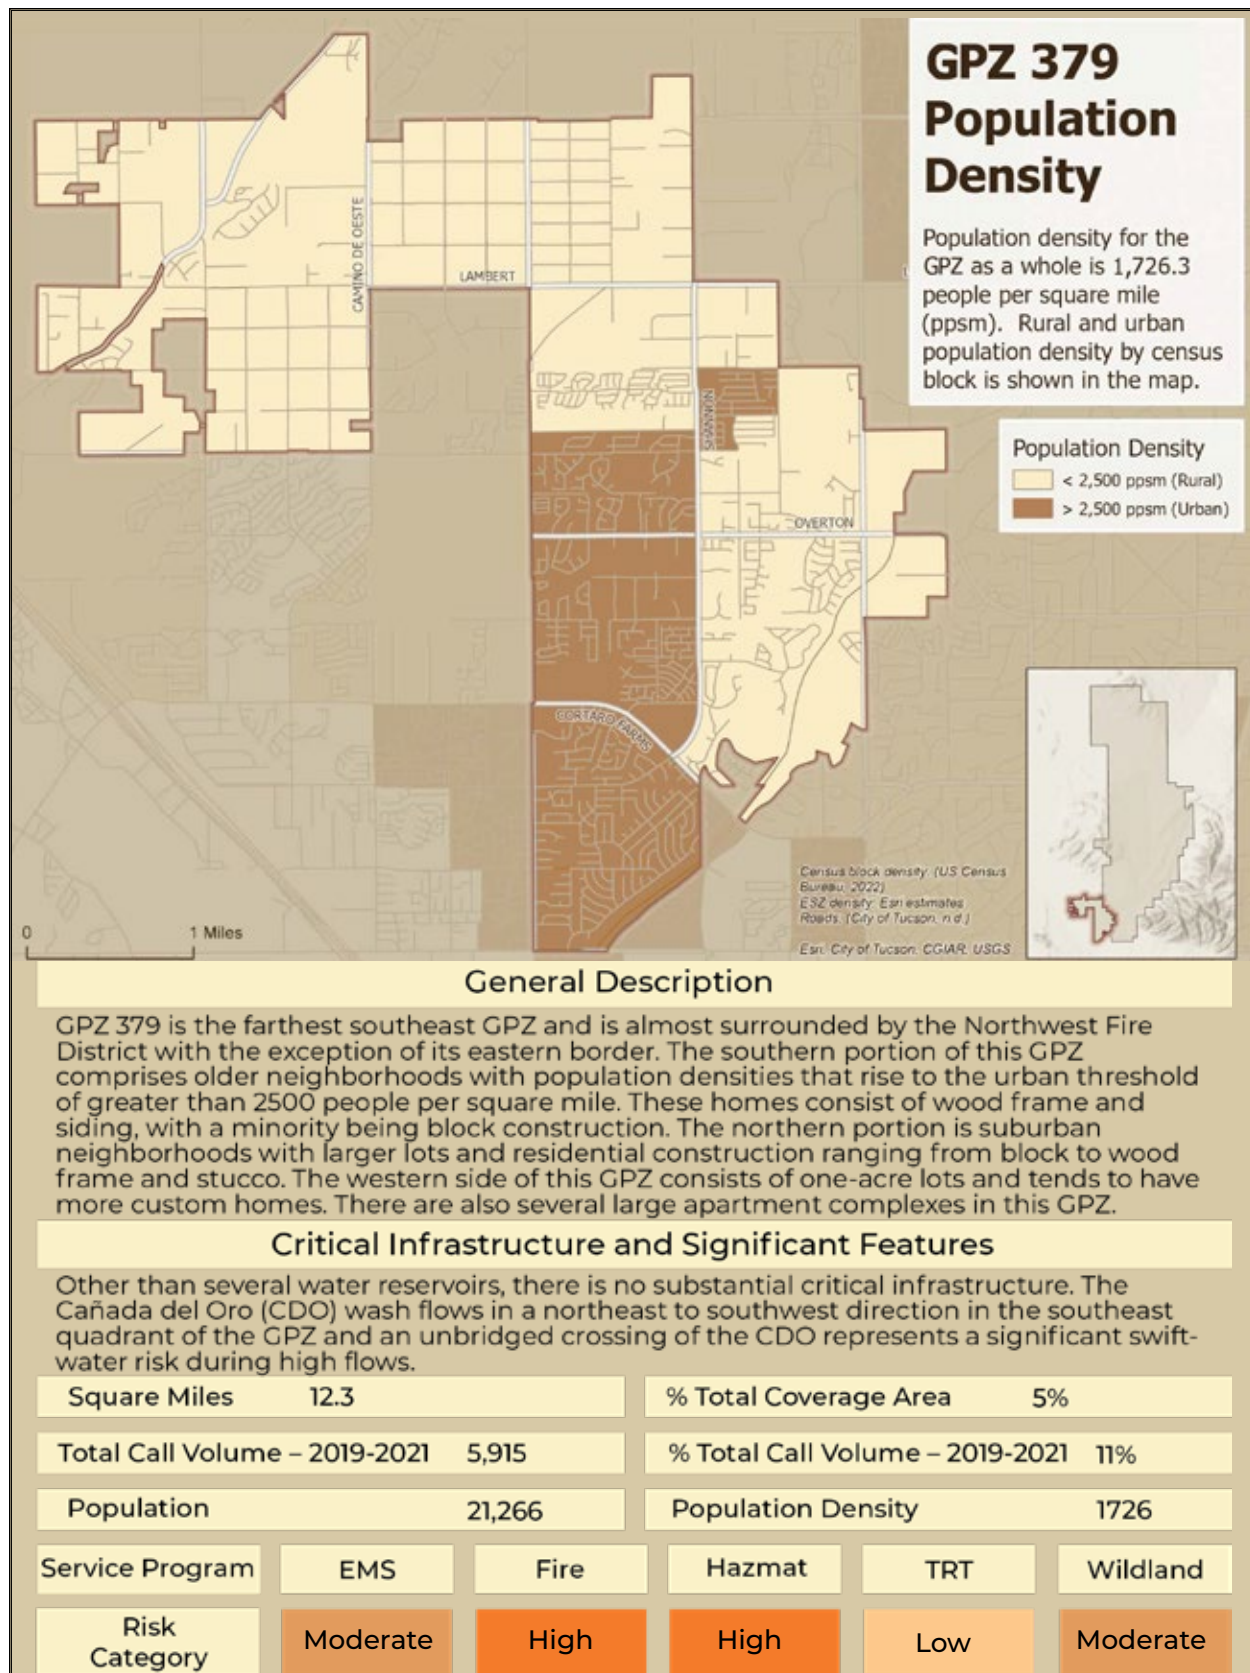 GPZ 379
Population
Density
Population density for the
GPZ as a whole is 1,726.3
people per square mile
(ppsm). Rural and urban
population density by census
block is shown in the map.
Population Density
< 2,500 ppsm (Rural)
> 2,500 ppsm (Urban)
CAMINO DE OESTE
LAMBERT
SHANNON
OVERTON
CORTARO FARMS
Census block density: (US Census
Bureau, 2022)
ESZ density: Esri estimates
Roads: (City of Tucson, n.d.)
Esri, City of Tucson, CGIAR, USGS
0 1 Miles
General Description
GPZ 379 is the farthest southeast GPZ and is almost surrounded by the Northwest Fire
District with the exception of its eastern border. The southern portion of this GPZ
comprises older neighborhoods with population densities that rise to the urban threshold
of greater than 2500 people per square mile. These homes consist of wood frame and
siding, with a minority being block construction. The northern portion is suburban
neighborhoods with larger lots and residential construction ranging from block to wood
frame and stucco. The western side of this GPZ consists of one-acre lots and tends to have
more custom homes. There are also several large apartment complexes in this GPZ.
Critical Infrastructure and Significant Features
Other than several water reservoirs, there is no substantial critical infrastructure. The
Cañada del Oro (CDO) wash flows in a northeast to southwest direction in the southeast
quadrant of the GPZ and an unbridged crossing of the CDO represents a significant swift-
water risk during high flows.
Square Miles 12.3
% Total Coverage Area 5%
Total Call Volume – 2019-2021 5,915
% Total Call Volume – 2019-2021 11%
Population 21,266
Population Density 1726
Service Program EMS Fire Hazmat TRT Wildland
Risk
Category
Moderate High High Low Moderate